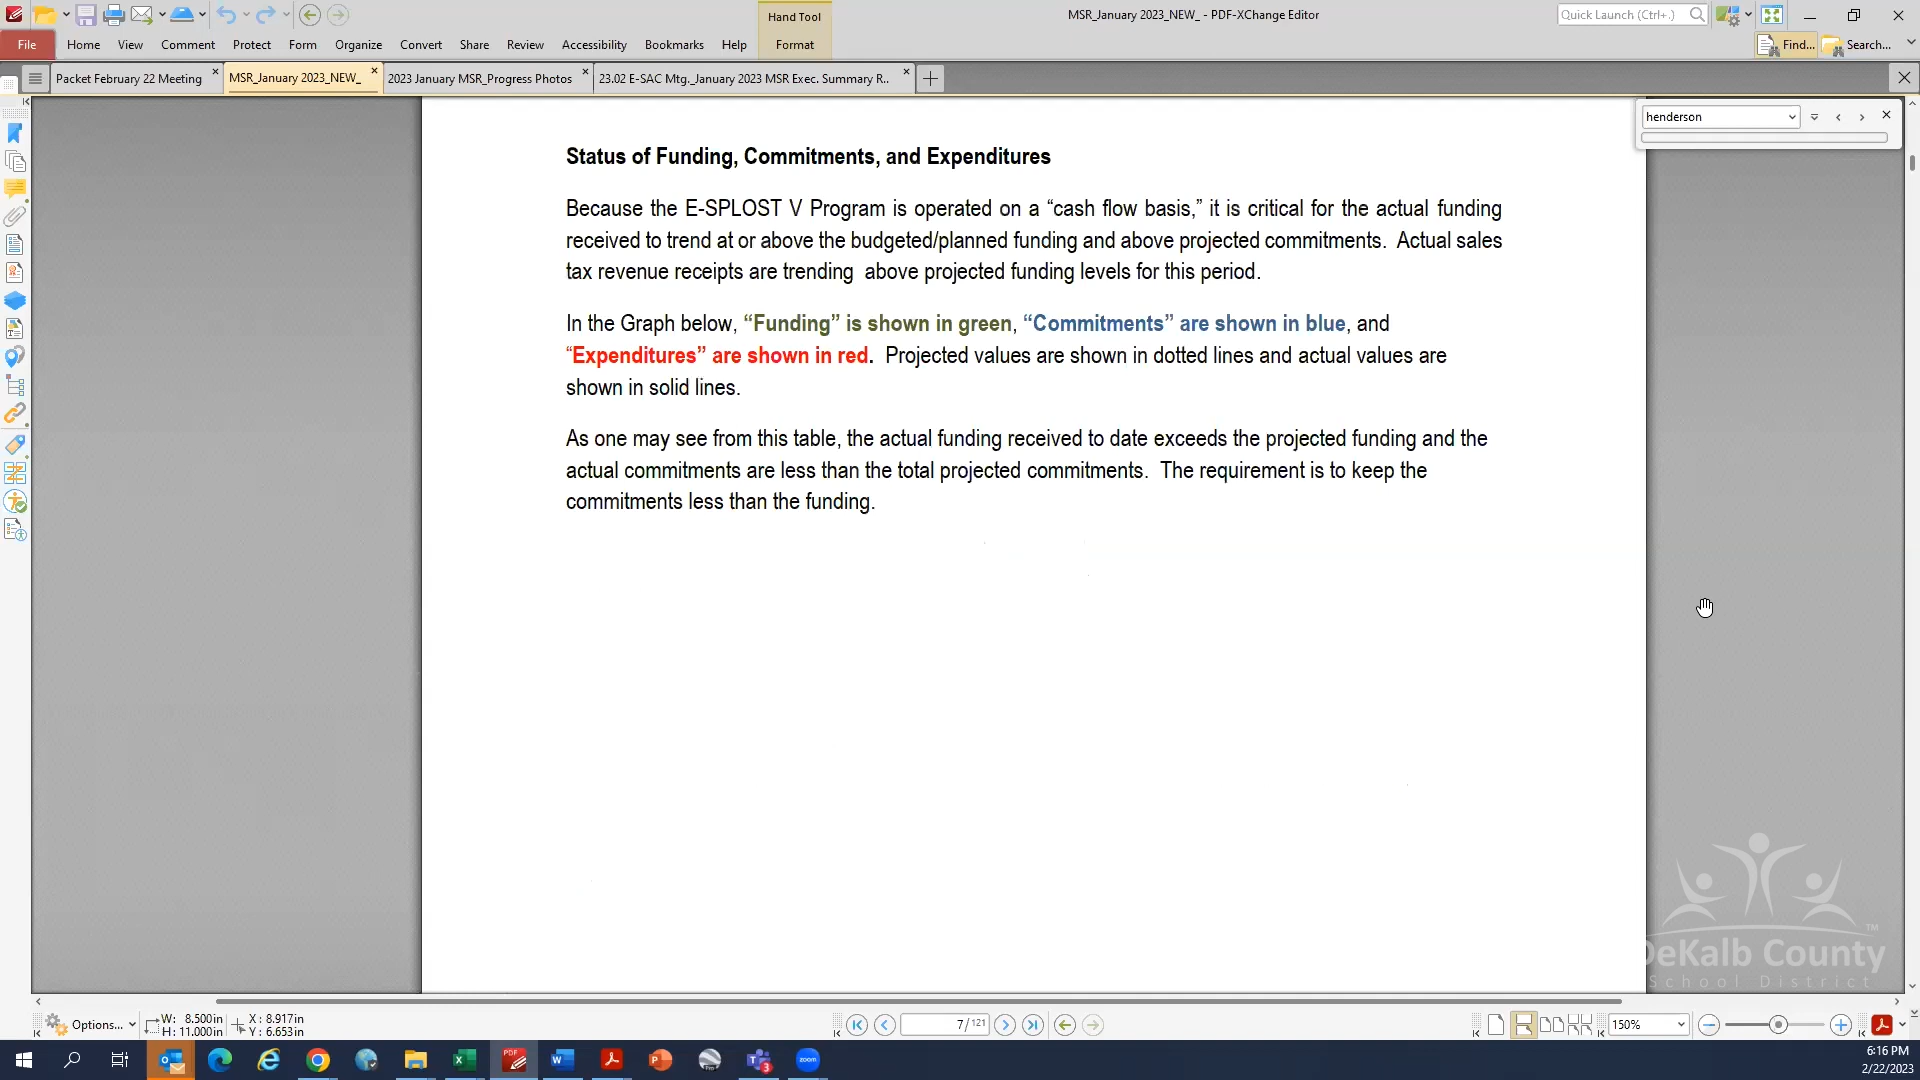 Hand Tool
MSR_January 2023_NEW_ - PDF-XChange Editor
Quick Launch (Ctrl+.)
File
Home
View
Comment
Protect
Form
Organize
Convert
Share
Review
Accessibility
Bookmarks
Help
Format
Find...
Search...
Packet February 22 Meeting
MSR_January 2023_NEW_
2023 January MSR_Progress Photos
23.02 E-SAC Mtg._January 2023 MSR Exec. Summary R..
henderson
Status of Funding, Commitments, and Expenditures
Because the E-SPLOST V Program is operated on a “cash flow basis,” it is critical for the actual funding
received to trend at or above the budgeted/planned funding and above projected commitments. Actual sales
tax revenue receipts are trending above projected funding levels for this period.
In the Graph below, “Funding” is shown in green, “Commitments” are shown in blue, and
“Expenditures” are shown in red. Projected values are shown in dotted lines and actual values are
shown in solid lines.
As one may see from this table, the actual funding received to date exceeds the projected funding and the
actual commitments are less than the total projected commitments. The requirement is to keep the
commitments less than the funding.
DeKalb County
School District
TM
Options...
W: 8.500in
H: 11.000in
X: 8.917in
Y: 6.653in
7 / 121
150%
6:16 PM
2/22/2023